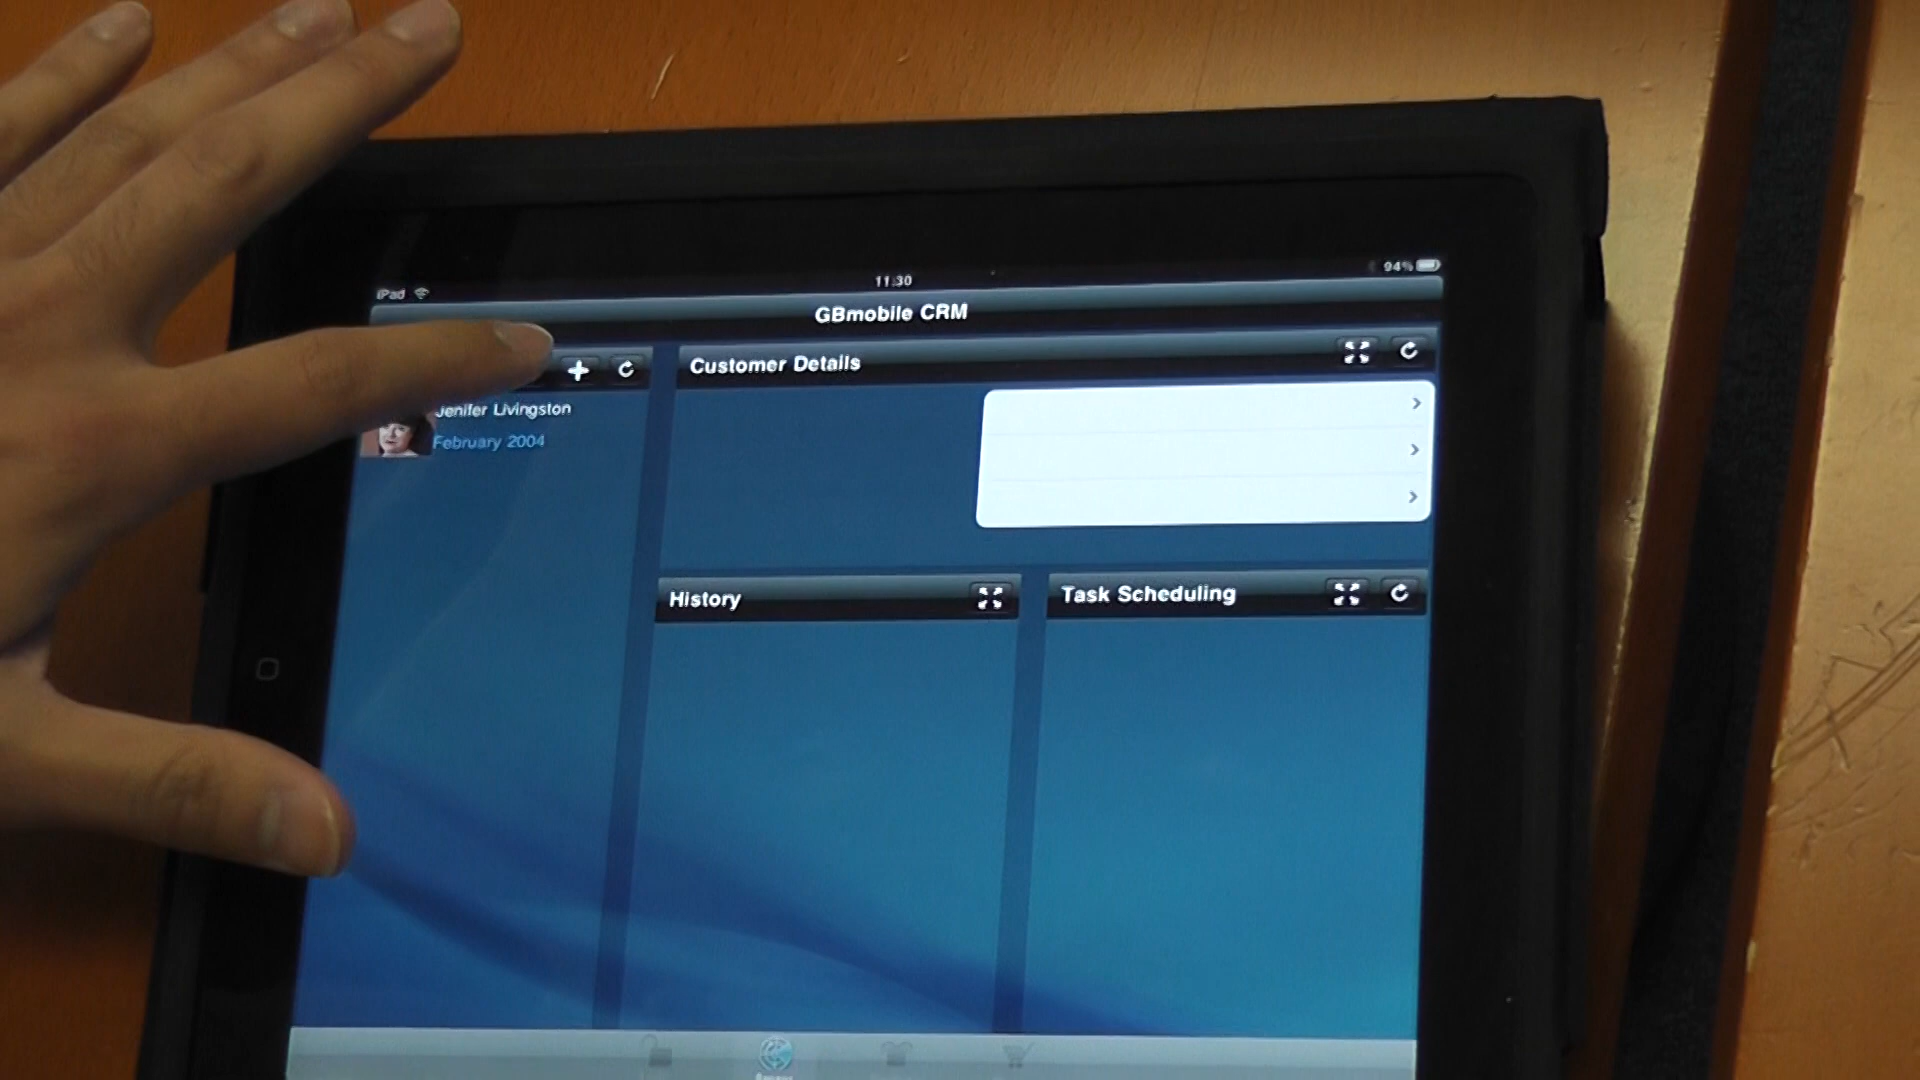 iPad
11:30
94%
GBmobile CRM
Customer Details
Jenifer Livingston
February 2004
History
Task Scheduling